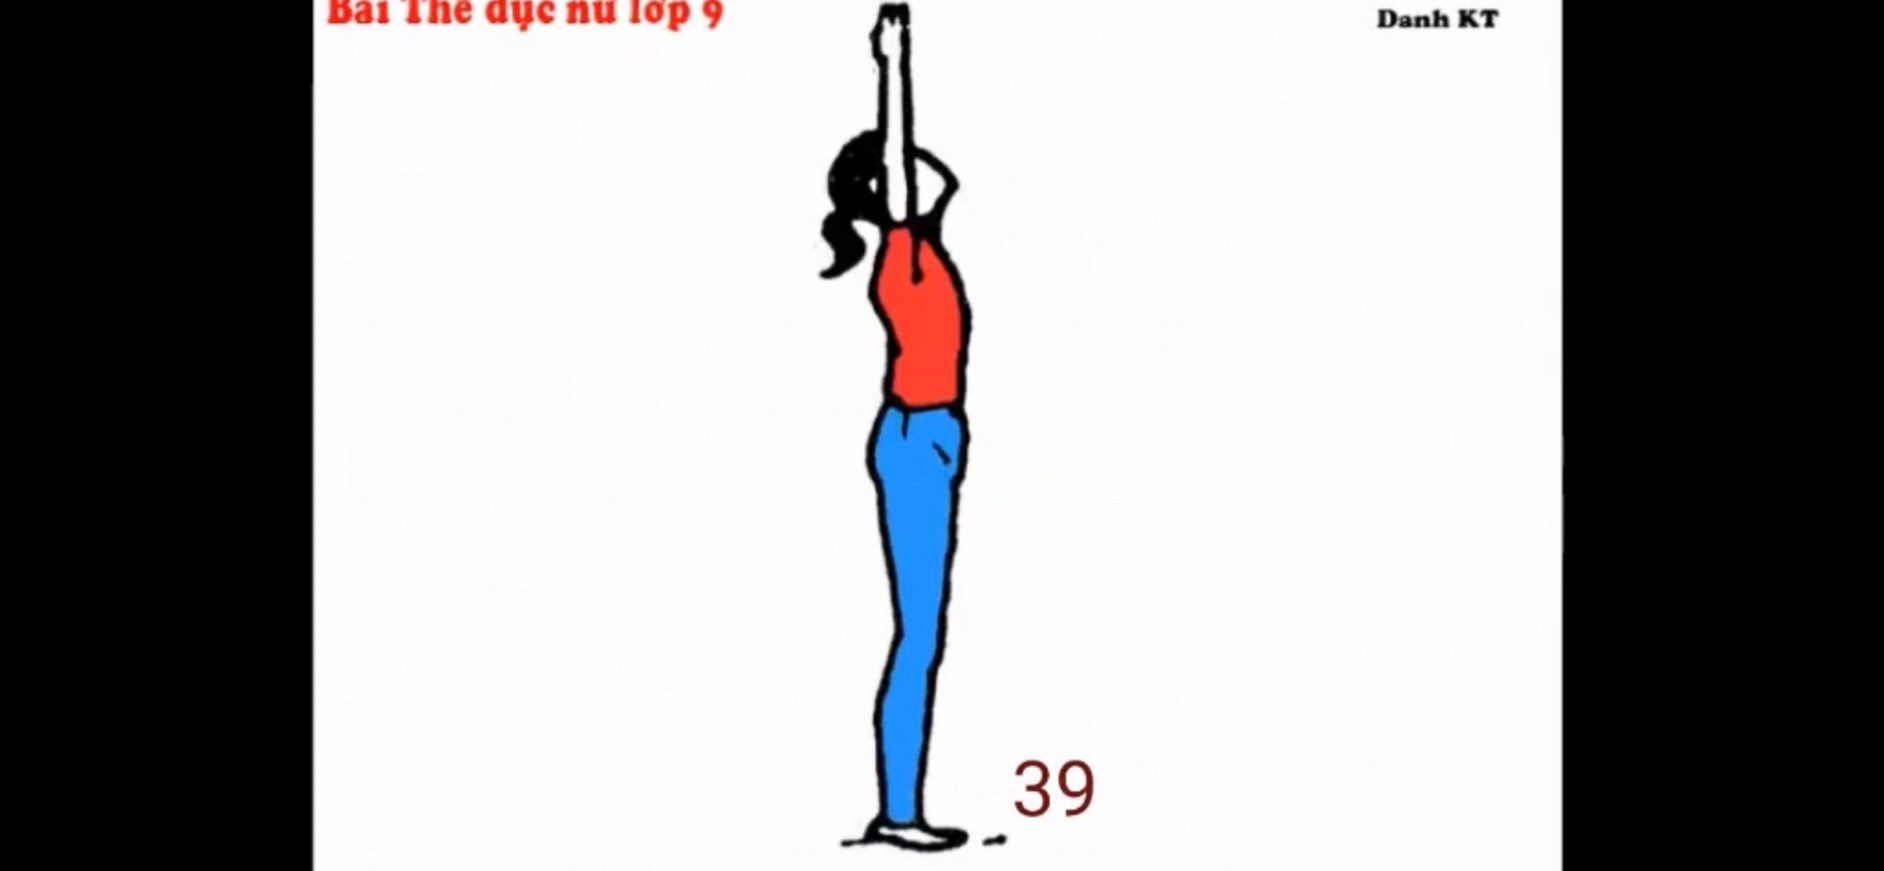 Bài Thể dục nữ lớp 9
Danh KT
39